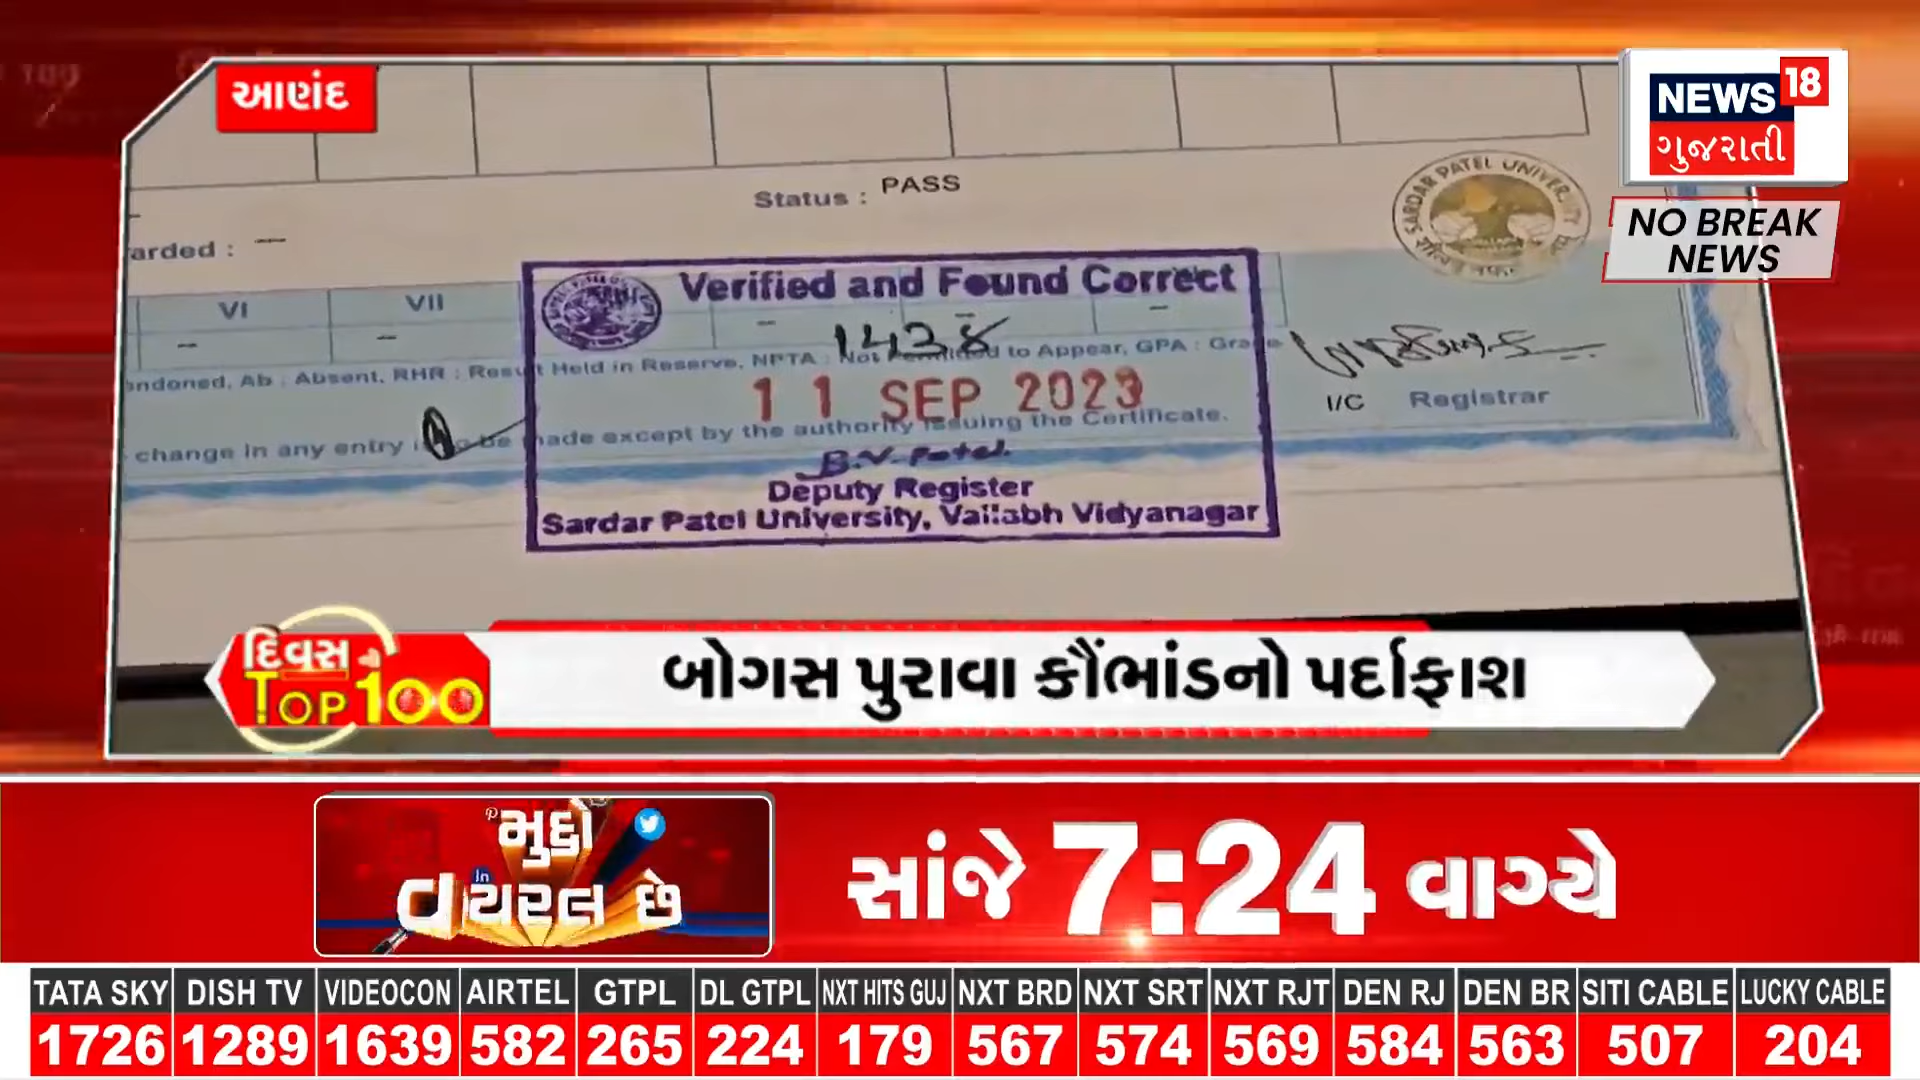 આણંદ
NEWS 18
ગુજરાતી
NO BREAK
NEWS
Status : PASS
SARDAR PATEL UNIVERSITY
arded : --
VI VII
Verified and Found Correct
1438
andoned, Ab : Absent, RHR : Result Held in Reserve, NPTA : Not Permitted to Appear, GPA : Grade
11 SEP 2023
I/C Registrar
change in any entry is to be made except by the authority issuing the Certificate.
B.V. Patel
Deputy Register
Sardar Patel University, Vallabh Vidyanagar
દિવસ ની
TOP 100
બોગસ પુરાવા કૌંભાંડનો પર્દાફાશ
મુદ્દો
વાયરલ છે
સાંજે 7:24 વાગ્યે
TATA SKY DISH TV VIDEOCON AIRTEL GTPL DL GTPL NXT HITS GUJ NXT BRD NXT SRT NXT RJT DEN RJ DEN BR SITI CABLE LUCKY CABLE
1726 1289 1639 582 265 224 179 567 574 569 584 563 507 204